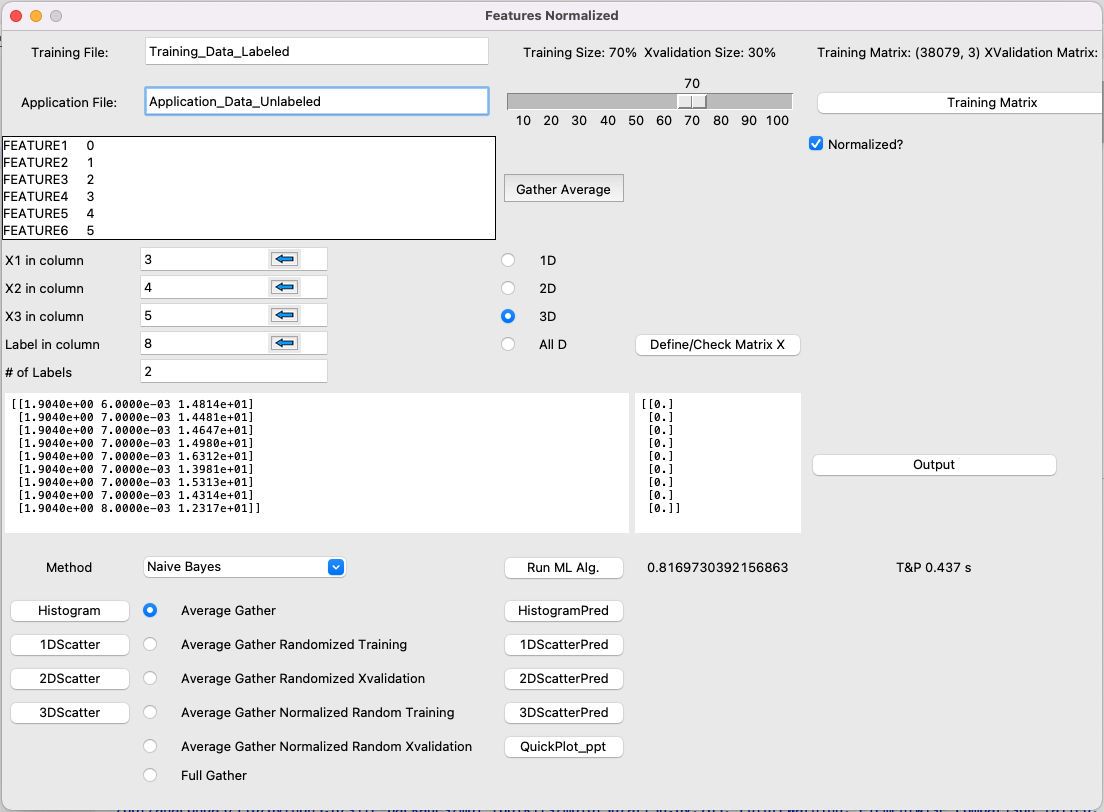 Features Normalized
Training File: Training_Data_Labeled Training Size: 70% Xvalidation Size: 30% Training Matrix: (38079, 3) XValidation Matrix:
70
Application File: Application_Data_Unlabeled Training Matrix
10 20 30 40 50 60 70 80 90 100
FEATURE1 0 Normalized?
FEATURE2 1
FEATURE3 2
FEATURE4 3 Gather Average
FEATURE5 4
FEATURE6 5
X1 in column 3 1D
X2 in column 4 2D
X3 in column 5 3D
Label in column 8 All D Define/Check Matrix X
# of Labels 2
[[1.9040e+00 6.0000e-03 1.4814e+01] [[0.]
[1.9040e+00 7.0000e-03 1.4481e+01] [0.]
[1.9040e+00 7.0000e-03 1.4647e+01] [0.]
[1.9040e+00 7.0000e-03 1.4980e+01] [0.]
[1.9040e+00 7.0000e-03 1.6312e+01] [0.]
[1.9040e+00 7.0000e-03 1.3981e+01] [0.]
[1.9040e+00 7.0000e-03 1.5313e+01] [0.]
[1.9040e+00 7.0000e-03 1.4314e+01] [0.]
[1.9040e+00 8.0000e-03 1.2317e+01]] [0.]]
Output
Method Naive Bayes Run ML Alg. 0.8169730392156863 T&P 0.437 s
Histogram Average Gather HistogramPred
1DScatter Average Gather Randomized Training 1DScatterPred
2DScatter Average Gather Randomized Xvalidation 2DScatterPred
3DScatter Average Gather Normalized Random Training 3DScatterPred
Average Gather Normalized Random Xvalidation QuickPlot_ppt
Full Gather